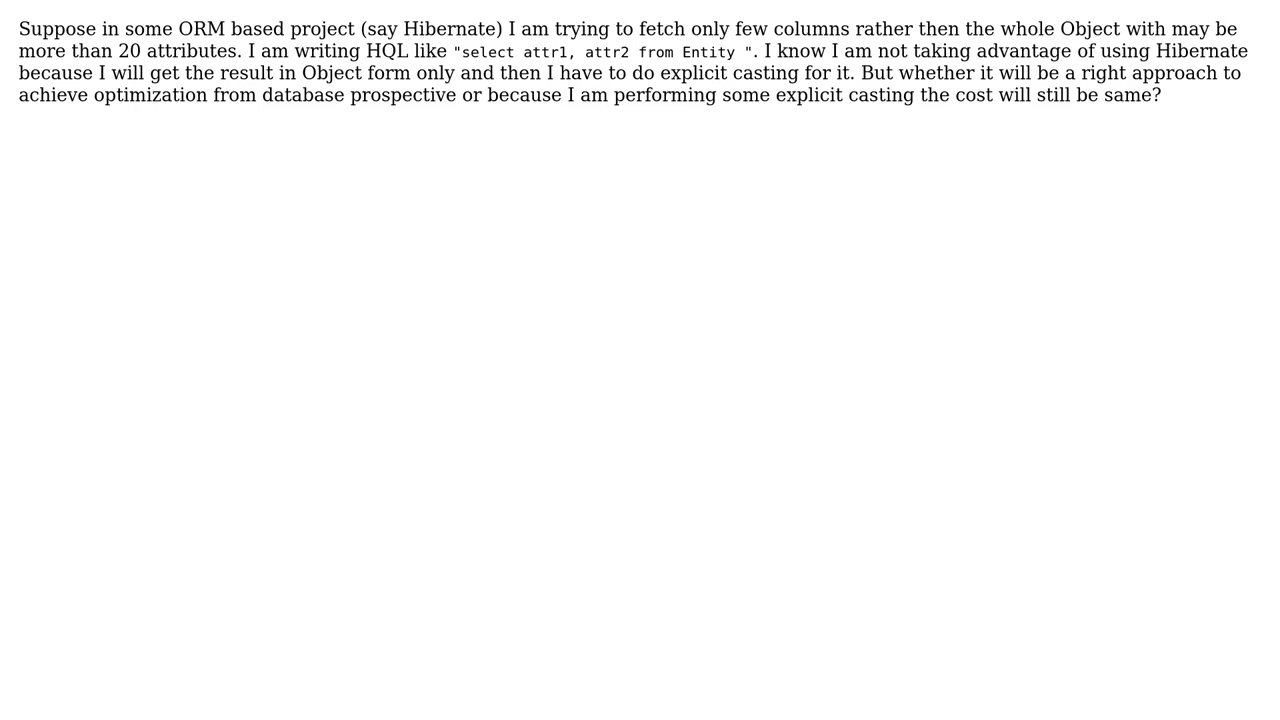 Suppose in some ORM based project (say Hibernate) I am trying to fetch only few columns rather then the whole Object with may be
more than 20 attributes. I am writing HQL like "select attr1, attr2 from Entity ". I know I am not taking advantage of using Hibernate
because I will get the result in Object form only and then I have to do explicit casting for it. But whether it will be a right approach to
achieve optimization from database prospective or because I am performing some explicit casting the cost will still be same?